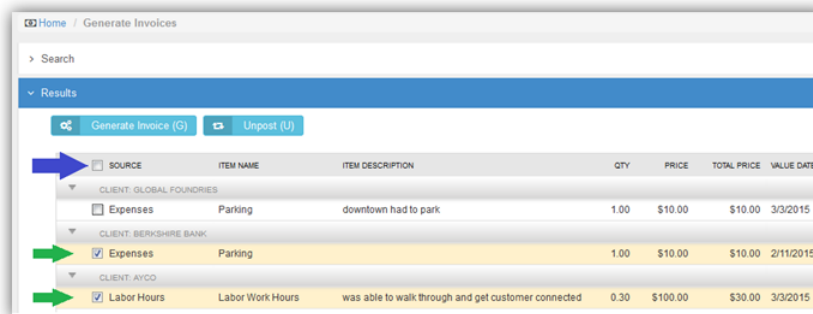 Home / Generate Invoices
> Search
Results
Generate Invoice (G) Unpost (U)
SOURCE ITEM NAME ITEM DESCRIPTION QTY PRICE TOTAL PRICE VALUE DATE
CLIENT: GLOBAL FOUNDRIES
Expenses Parking downtown had to park 1.00 $10.00 $10.00 3/3/2015
CLIENT: BERKSHIRE BANK
Expenses Parking 1.00 $10.00 $10.00 2/11/2015
CLIENT: AYCO
Labor Hours Labor Work Hours was able to walk through and get customer connected 0.30 $100.00 $30.00 3/3/2015